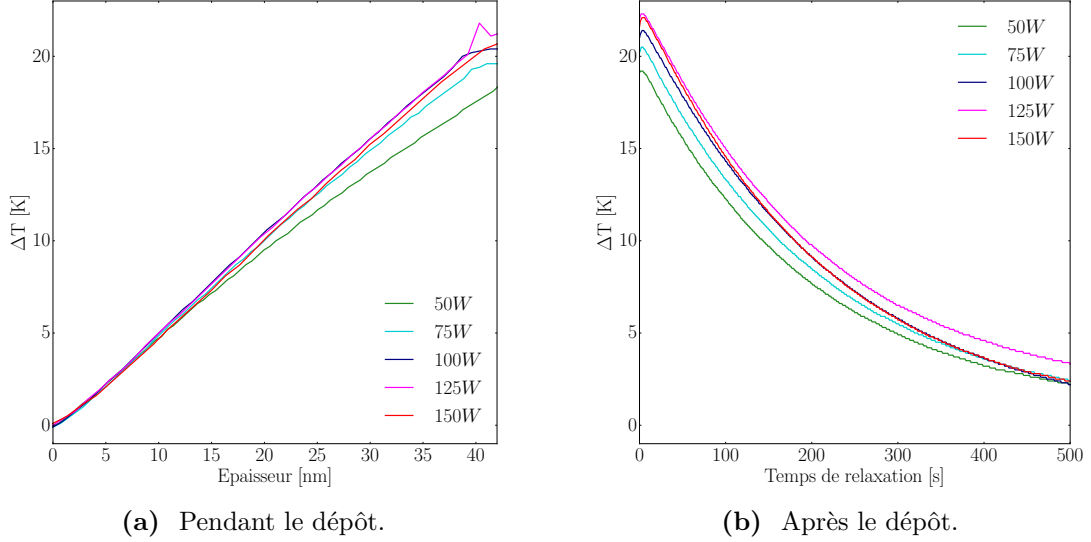 20
15
10
5
0
ΔT [K]
0 5 10 15 20 25 30 35 40
Epaisseur [nm]
50W
75W
100W
125W
150W
(a) Pendant le dépôt.
20
15
10
5
0
ΔT [K]
0 100 200 300 400 500
Temps de relaxation [s]
50W
75W
100W
125W
150W
(b) Après le dépôt.